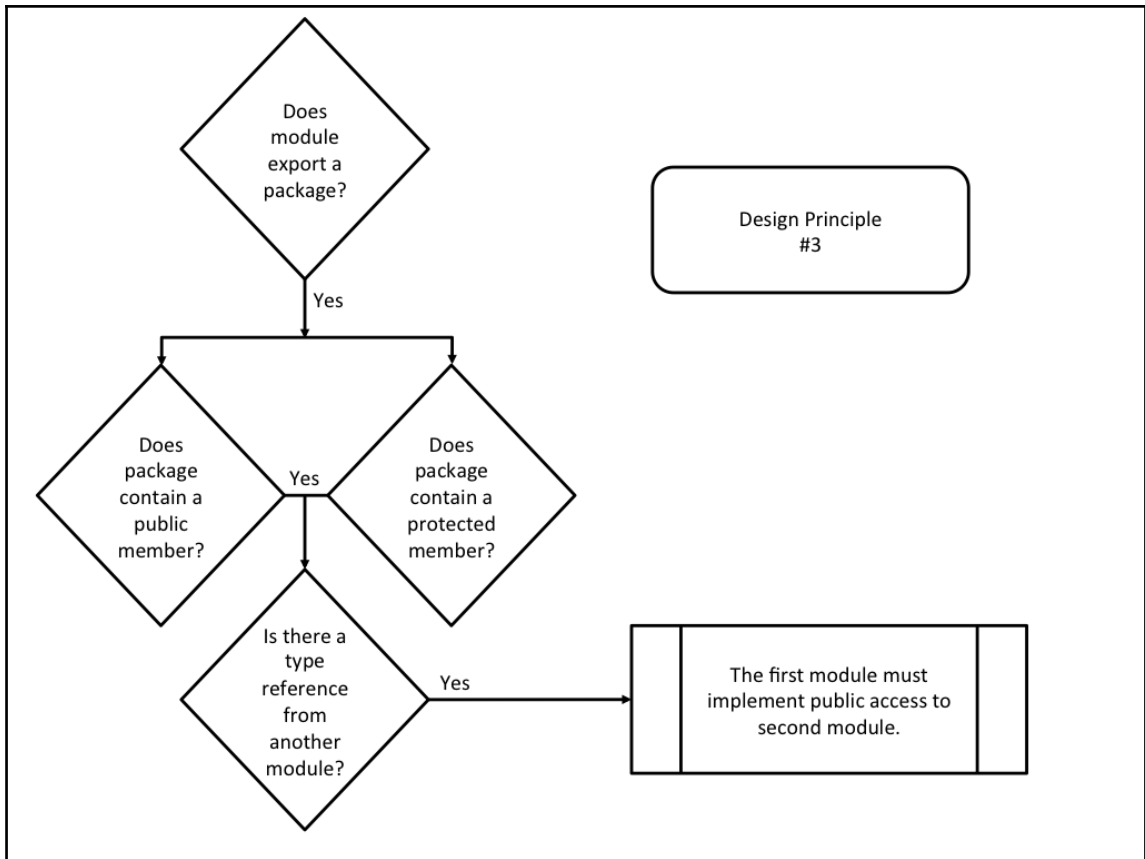 Does
module
export a
package?
Design Principle
#3
Yes
Does
package
contain a
public
member?
Yes
Does
package
contain a
protected
member?
Is there a
type
reference
from
another
module?
Yes
The first module must
implement public access to
second module.